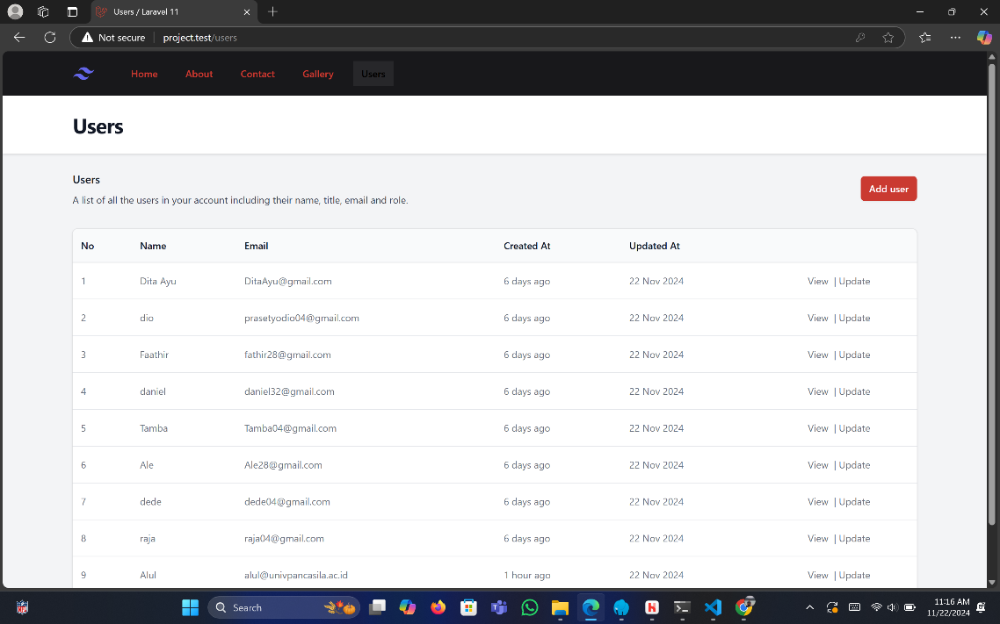 Users / Laravel 11
Not secure project.test/users
Home About Contact Gallery Users
Users
Users
A list of all the users in your account including their name, title, email and role.
Add user
No Name Email Created At Updated At
1 Dita Ayu DitaAyu@gmail.com 6 days ago 22 Nov 2024 View | Update
2 dio prasetyodio04@gmail.com 6 days ago 22 Nov 2024 View | Update
3 Faathir fathir28@gmail.com 6 days ago 22 Nov 2024 View | Update
4 daniel daniel32@gmail.com 6 days ago 22 Nov 2024 View | Update
5 Tamba Tamba04@gmail.com 6 days ago 22 Nov 2024 View | Update
6 Ale Ale28@gmail.com 6 days ago 22 Nov 2024 View | Update
7 dede dede04@gmail.com 6 days ago 22 Nov 2024 View | Update
8 raja raja04@gmail.com 6 days ago 22 Nov 2024 View | Update
9 Alul alul@univpancasila.ac.id 1 hour ago 22 Nov 2024 View | Update
Search
11:16 AM
11/22/2024